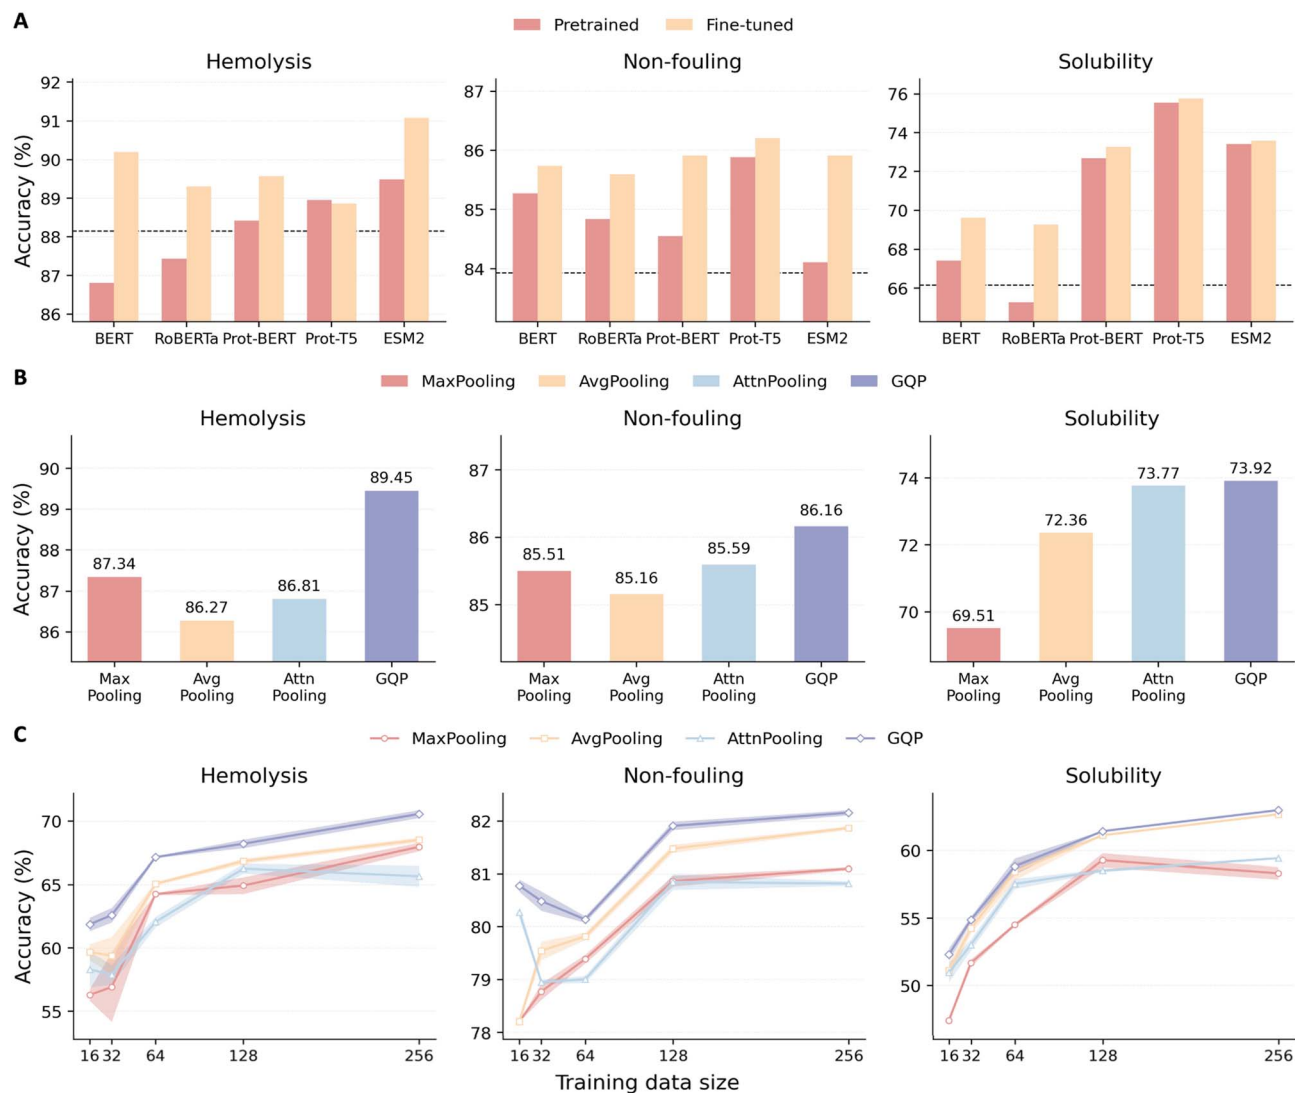 A
Pretrained Fine-tuned
Hemolysis Non-fouling Solubility
Accuracy (%)
92
91
90
89
88
87
86
BERT RoBERTa Prot-BERT Prot-T5 ESM2
87
86
85
84
BERT RoBERTa Prot-BERT Prot-T5 ESM2
76
74
72
70
68
66
BERT RoBERTa Prot-BERT Prot-T5 ESM2
B
MaxPooling AvgPooling AttnPooling GQP
Hemolysis Non-fouling Solubility
Accuracy (%)
90
89
88
87
86
87.34 86.27 86.81 89.45
Max Avg Attn GQP
Pooling Pooling Pooling
87
86
85
85.51 85.16 85.59 86.16
Max Avg Attn GQP
Pooling Pooling Pooling
74
72
70
69.51 72.36 73.77 73.92
Max Avg Attn GQP
Pooling Pooling Pooling
C
MaxPooling AvgPooling AttnPooling GQP
Hemolysis Non-fouling Solubility
Accuracy (%)
70
65
60
55
16 32 64 128 256
82
81
80
79
78
16 32 64 128 256
60
55
50
16 32 64 128 256
Training data size